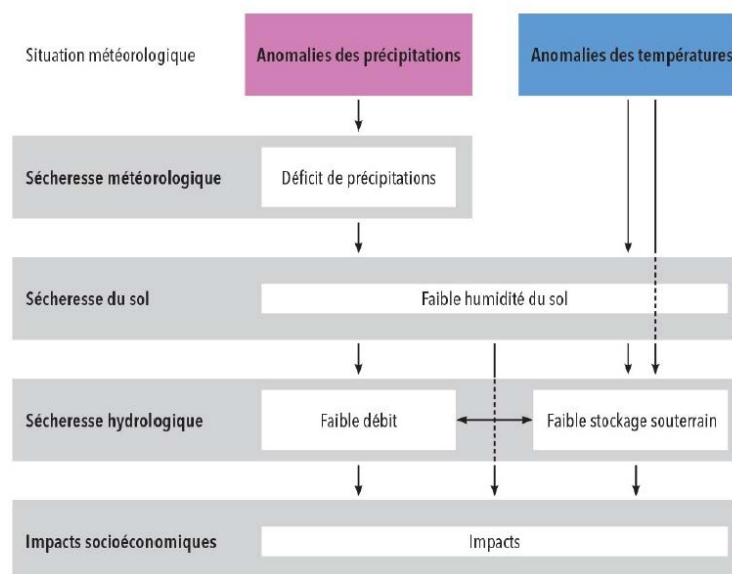 Situation météorologique
Anomalies des précipitations
Anomalies des températures
Sécheresse météorologique
Déficit de précipitations
Sécheresse du sol
Faible humidité du sol
Sécheresse hydrologique
Faible débit
Faible stockage souterrain
Impacts socioéconomiques
Impacts